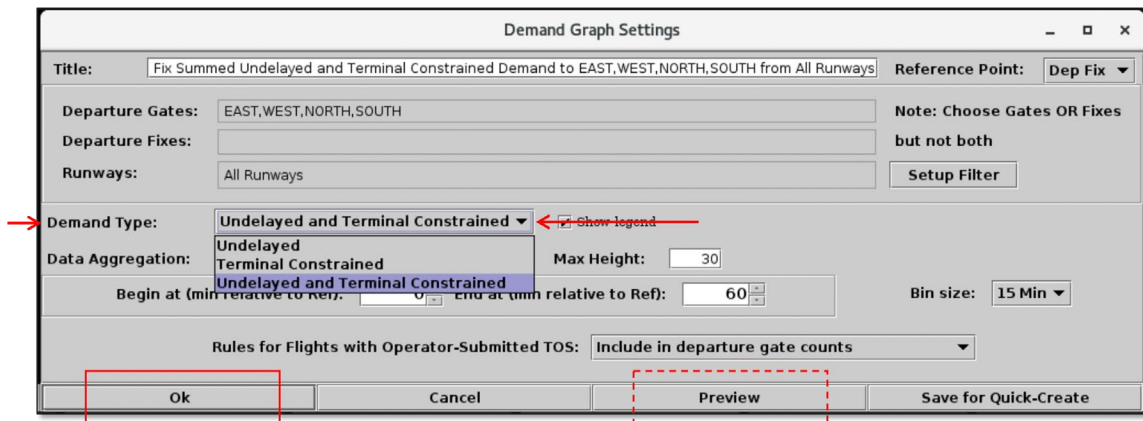 Demand Graph Settings
Title: Fix Summed Undelayed and Terminal Constrained Demand to EAST,WEST,NORTH,SOUTH from All Runways Reference Point: Dep Fix
Departure Gates: EAST,WEST,NORTH,SOUTH Note: Choose Gates OR Fixes
Departure Fixes: but not both
Runways: All Runways Setup Filter
Demand Type: Undelayed and Terminal Constrained Show legend
Undelayed
Data Aggregation: Terminal Constrained Max Height: 30
Undelayed and Terminal Constrained
Begin at (min relative to Ref): 0 End at (min relative to Ref): 60 Bin size: 15 Min
Rules for Flights with Operator-Submitted TOS: Include in departure gate counts
Ok Cancel Preview Save for Quick-Create